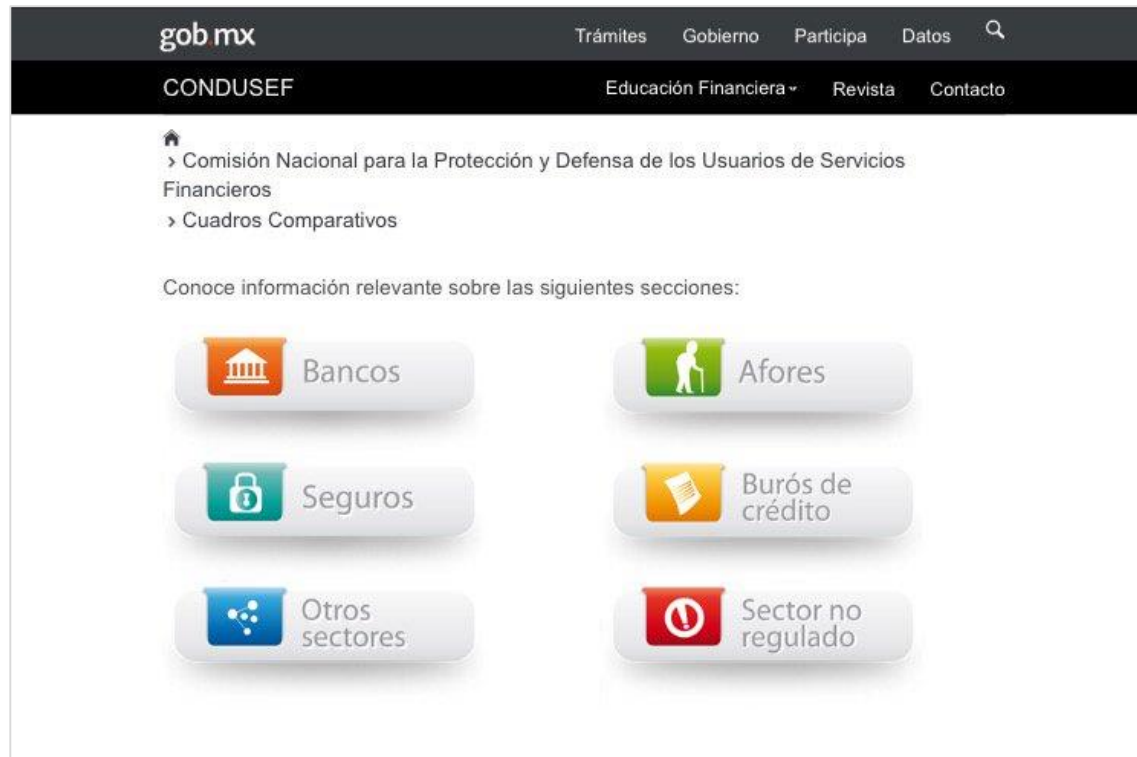 gob.mx Trámites Gobierno Participa Datos
CONDUSEF Educación Financiera Revista Contacto
› Comisión Nacional para la Protección y Defensa de los Usuarios de Servicios
Financieros
› Cuadros Comparativos
Conoce información relevante sobre las siguientes secciones:
Bancos
Afores
Seguros
Burós de
crédito
Otros
sectores
Sector no
regulado